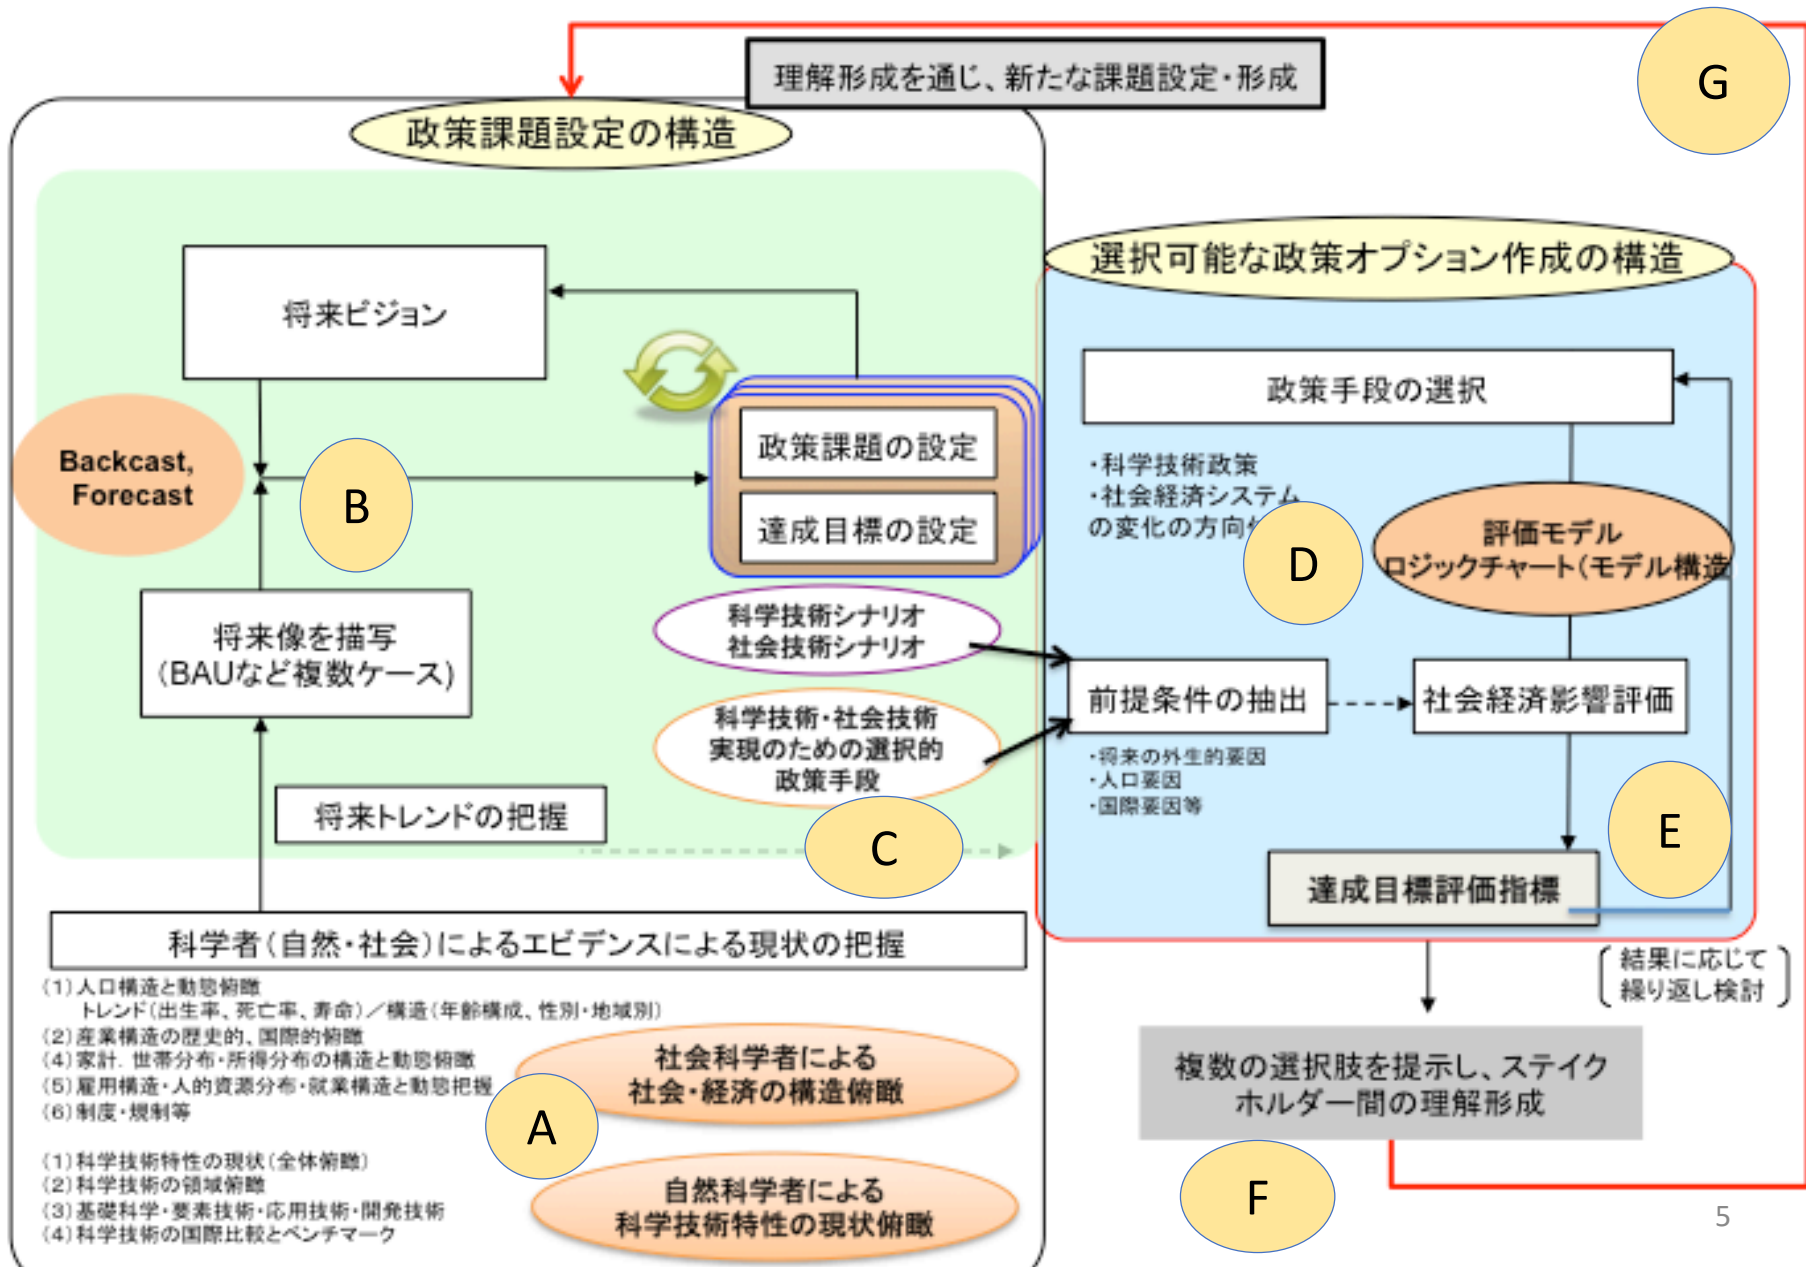 理解形成を通じ、新たな課題設定・形成
G
政策課題設定の構造
選択可能な政策オプション作成の構造
将来ビジョン
政策手段の選択
Backcast,
Forecast
B
政策課題の設定
達成目標の設定
・科学技術政策
・社会経済システム
の変化の方向
D
評価モデル
ロジックチャート(モデル構造
将来像を描写
(BAUなど複数ケース)
科学技術シナリオ
社会技術シナリオ
科学技術・社会技術
実現のための選択的
政策手段
前提条件の抽出
社会経済影響評価
・将来の外生的要因
・人口要因
・国際要因等
将来トレンドの把握
C
E
達成目標評価指標
科学者(自然・社会)によるエビデンスによる現状の把握
(1)人口構造と動態俯瞰
トレンド(出生率、死亡率、寿命)/構造(年齢構成、性別・地域別)
(2)産業構造の歴史的、国際的俯瞰
(4)家計. 世帯分布・所得分布の構造と動態俯瞰
(5)雇用構造・人的資源分布・就業構造と動態把握
(6)制度・規制等
社会科学者による
社会・経済の構造俯瞰
A
(1)科学技術特性の現状(全体俯瞰)
(2)科学技術の領域俯瞰
(3)基礎科学・要素技術・応用技術・開発技術
(4)科学技術の国際比較とベンチマーク
自然科学者による
科学技術特性の現状俯瞰
結果に応じて
繰り返し検討
複数の選択肢を提示し、ステイク
ホルダー間の理解形成
F
5